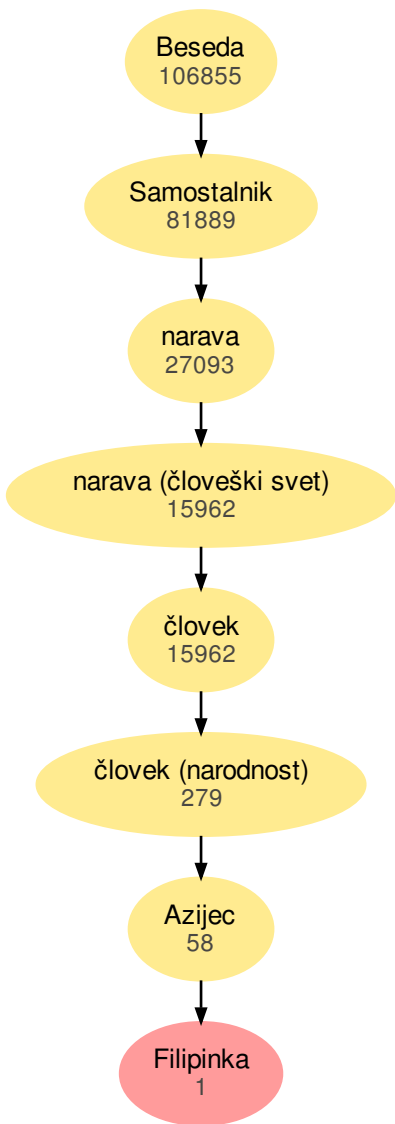 Beseda
106855
Samostalnik
81889
narava
27093
narava (človeški svet)
15962
človek
15962
človek (narodnost)
279
Azijec
58
Filipinka
1